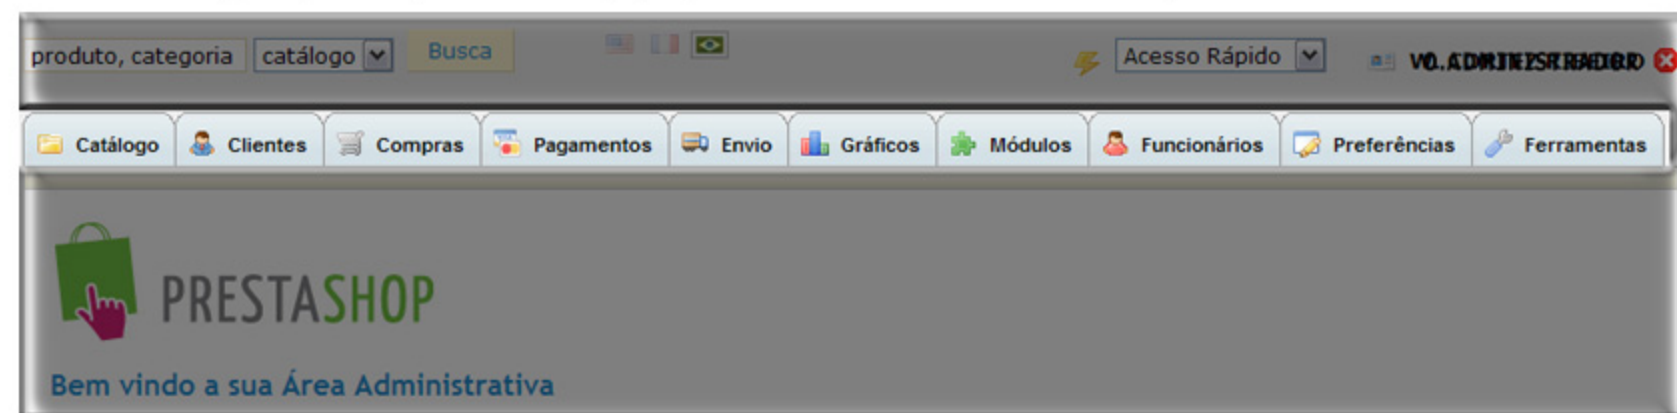 produto, categoria catálogo Busca Acesso Rápido
Catálogo Clientes Compras Pagamentos Envio Gráficos Módulos Funcionários Preferências Ferramentas
PRESTASHOP
Bem vindo a sua Área Administrativa